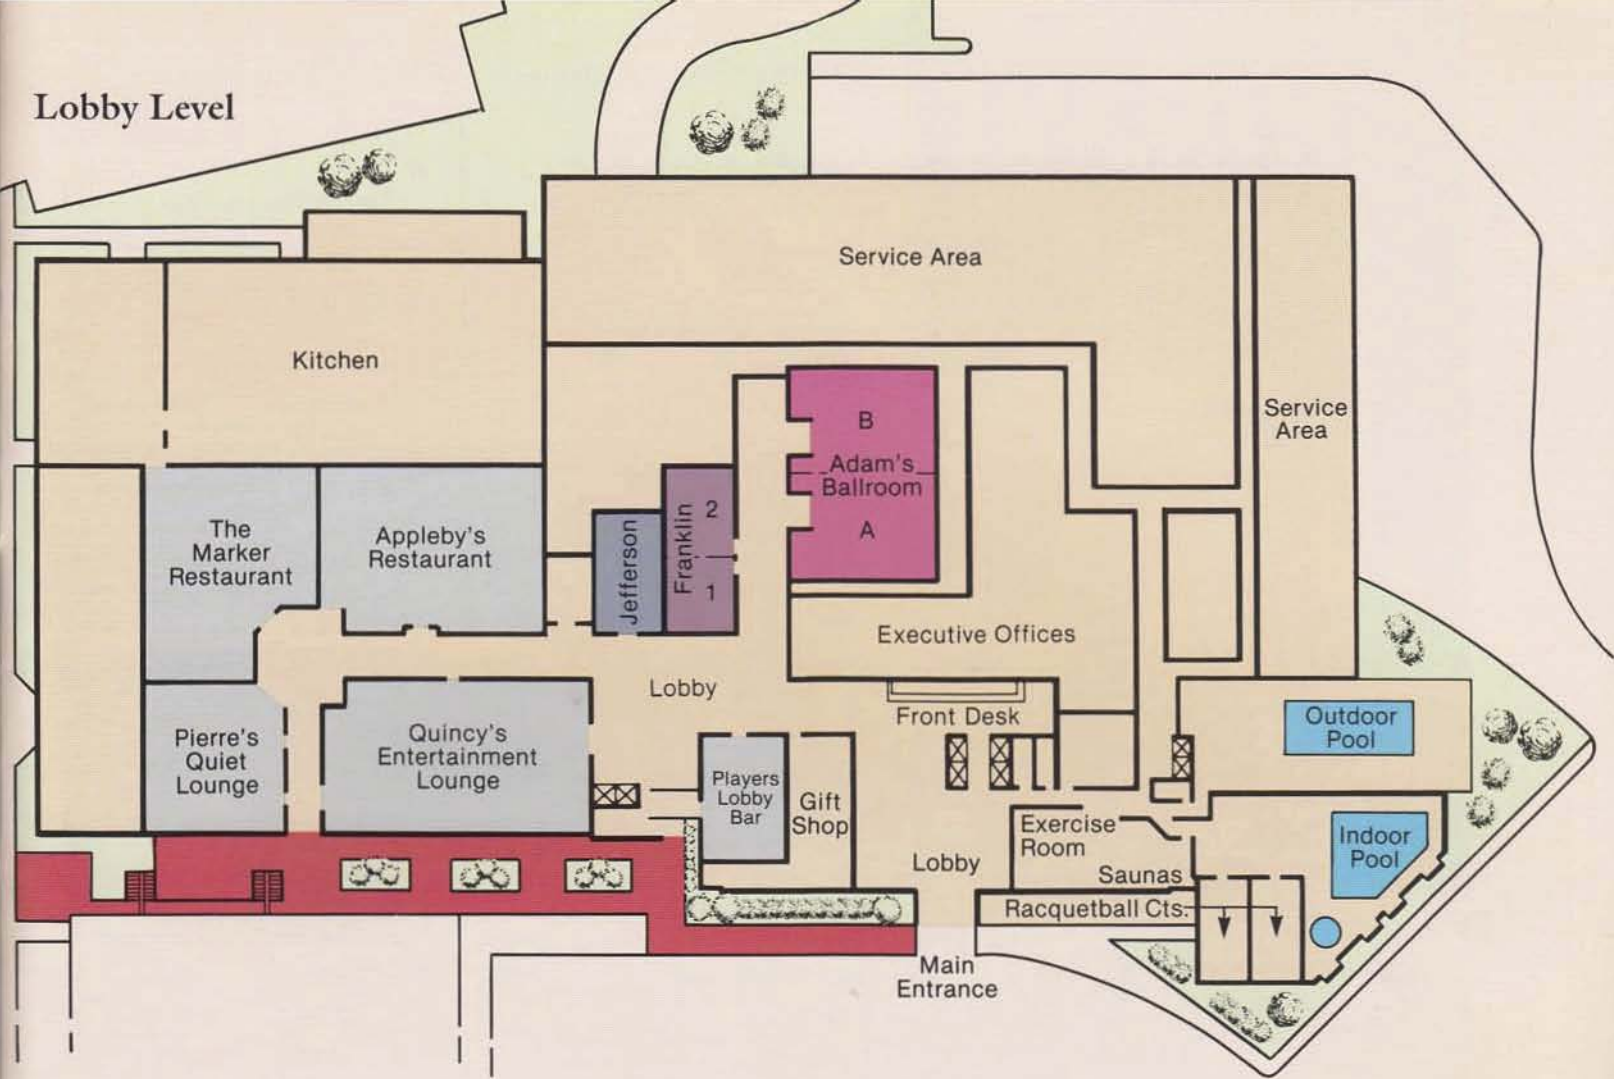 Lobby Level
Service Area
Kitchen
Service
Area
B
Adam's
Ballroom
A
The
Marker
Restaurant
Appleby's
Restaurant
Jefferson
Franklin
2
1
Executive Offices
Lobby
Front Desk
Outdoor
Pool
Pierre's
Quiet
Lounge
Quincy's
Entertainment
Lounge
Players
Lobby
Bar
Gift
Shop
Exercise
Room
Indoor
Pool
Lobby
Saunas
Racquetball Cts.
Main
Entrance